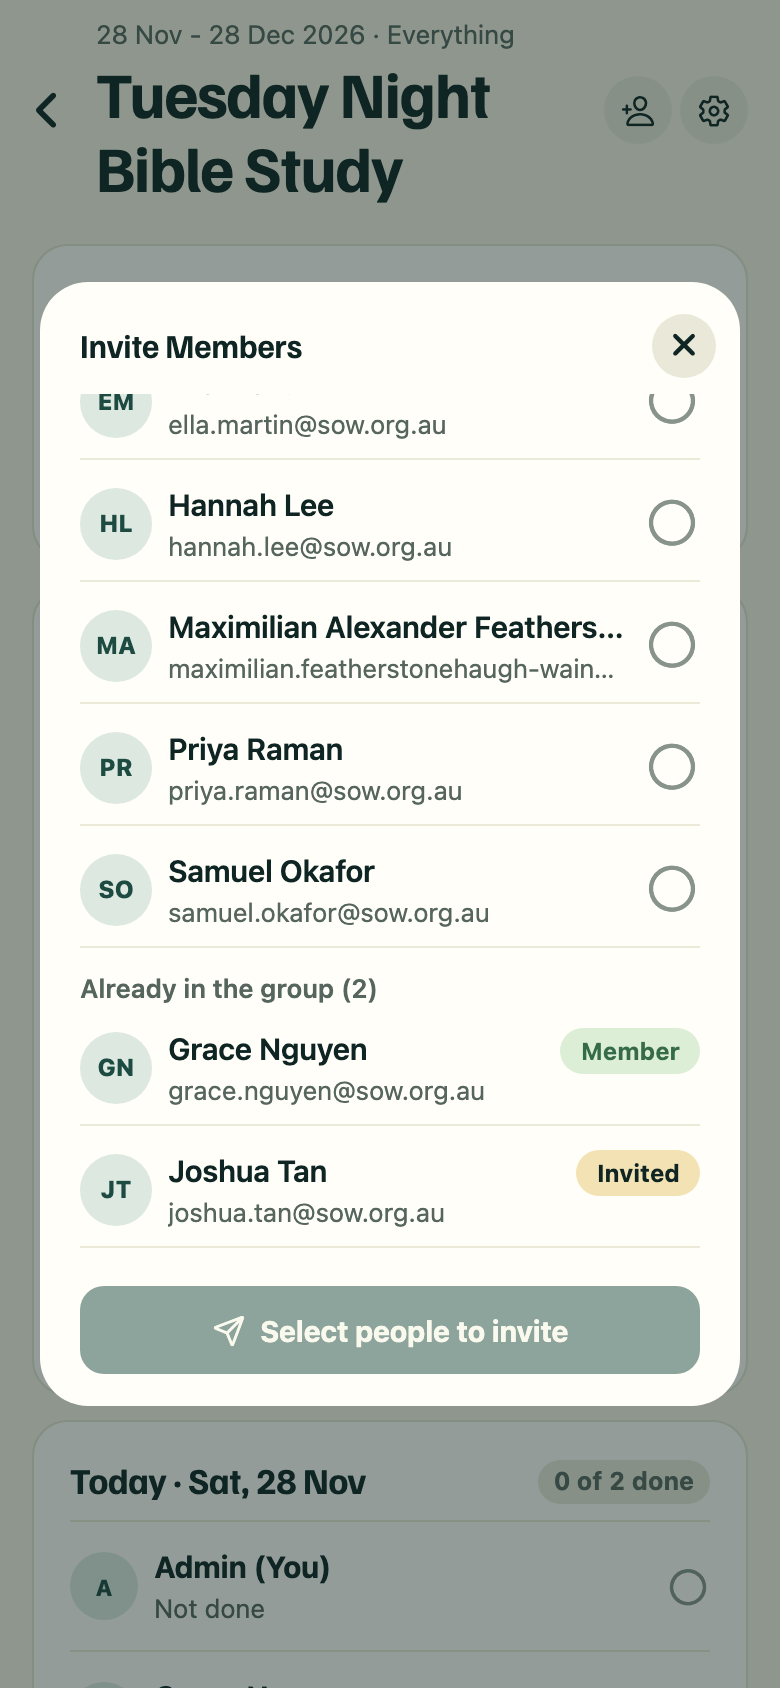 28 Nov - 28 Dec 2026 · Everything
Tuesday Night
Bible Study
Invite Members
EM
ella.martin@sow.org.au
HL
Hannah Lee
hannah.lee@sow.org.au
MA
Maximilian Alexander Feathers...
maximilian.featherstonehaugh-wain...
PR
Priya Raman
priya.raman@sow.org.au
SO
Samuel Okafor
samuel.okafor@sow.org.au
Already in the group (2)
GN
Grace Nguyen
Member
grace.nguyen@sow.org.au
JT
Joshua Tan
Invited
joshua.tan@sow.org.au
Select people to invite
Today · Sat, 28 Nov
0 of 2 done
A
Admin (You)
Not done